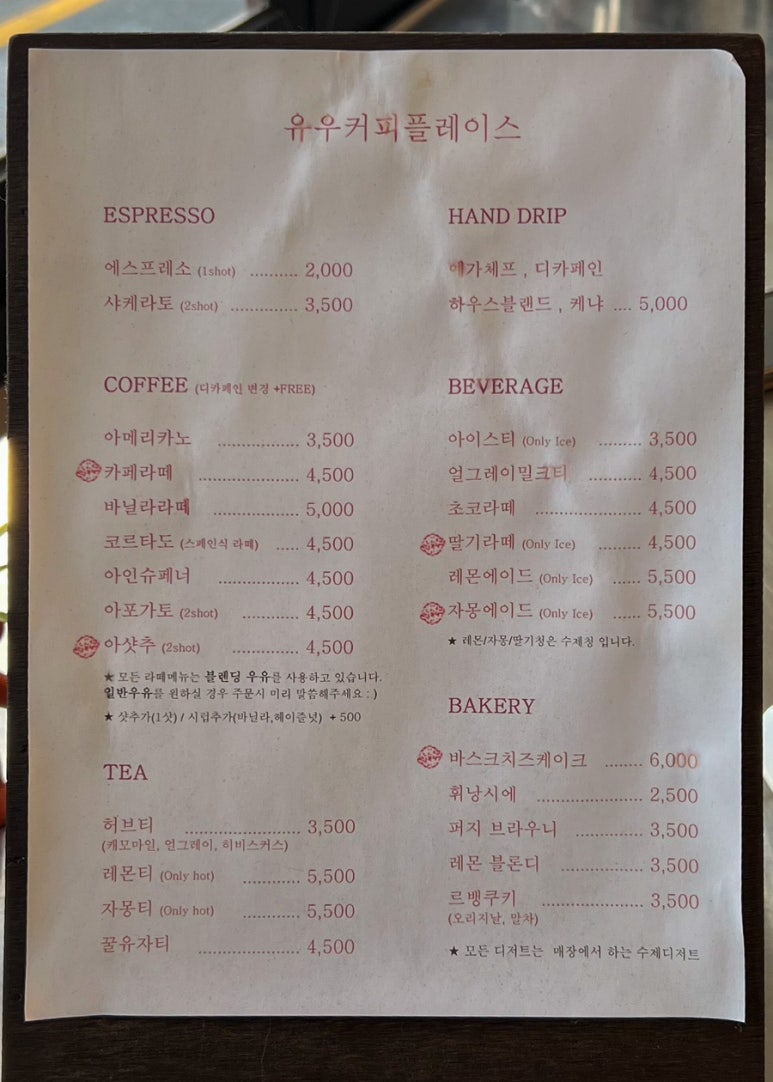 유우커피플레이스
ESPRESSO
에스프레소 (1shot) .......... 2,000
샤케라토 (2shot) .............. 3,500
COFFEE (디카페인 변경 +FREE)
아메리카노 ................. 3,500
카페라떼 ..................... 4,500
바닐라라떼 .................. 5,000
코르타도 (스페인식 라떼) ..... 4,500
아인슈페너 ................. 4,500
아포가토 (2shot) ............ 4,500
아샷추 (2shot) .............. 4,500
★ 모든 라떼메뉴는 블렌딩 우유를 사용하고 있습니다.
일반우유를 원하실 경우 주문시 미리 말씀해주세요 : )
★ 샷추가(1샷) / 시럽추가(바닐라,헤이즐넛) + 500
TEA
허브티 ........................ 3,500
(캐모마일, 얼그레이, 히비스커스)
레몬티 (Only hot) ............ 5,500
자몽티 (Only hot) ............ 5,500
꿀유자티 ..................... 4,500
HAND DRIP
예가체프 , 디카페인
하우스블랜드 , 케냐 .... 5,000
BEVERAGE
아이스티 (Only Ice) ......... 3,500
얼그레이밀크티 ........... 4,500
초코라떼 ...................... 4,500
딸기라떼 (Only Ice) ......... 4,500
레몬에이드 (Only Ice) ...... 5,500
자몽에이드 (Only Ice) ...... 5,500
★ 레몬/자몽/딸기청은 수제청 입니다.
BAKERY
바스크치즈케이크 ........ 6,000
휘낭시에 ...................... 2,500
퍼지 브라우니 .............. 3,500
레몬 블론디 ................. 3,500
르뱅쿠키 ..................... 3,500
(오리지날, 말차)
★ 모든 디저트는 매장에서 하는 수제디저트